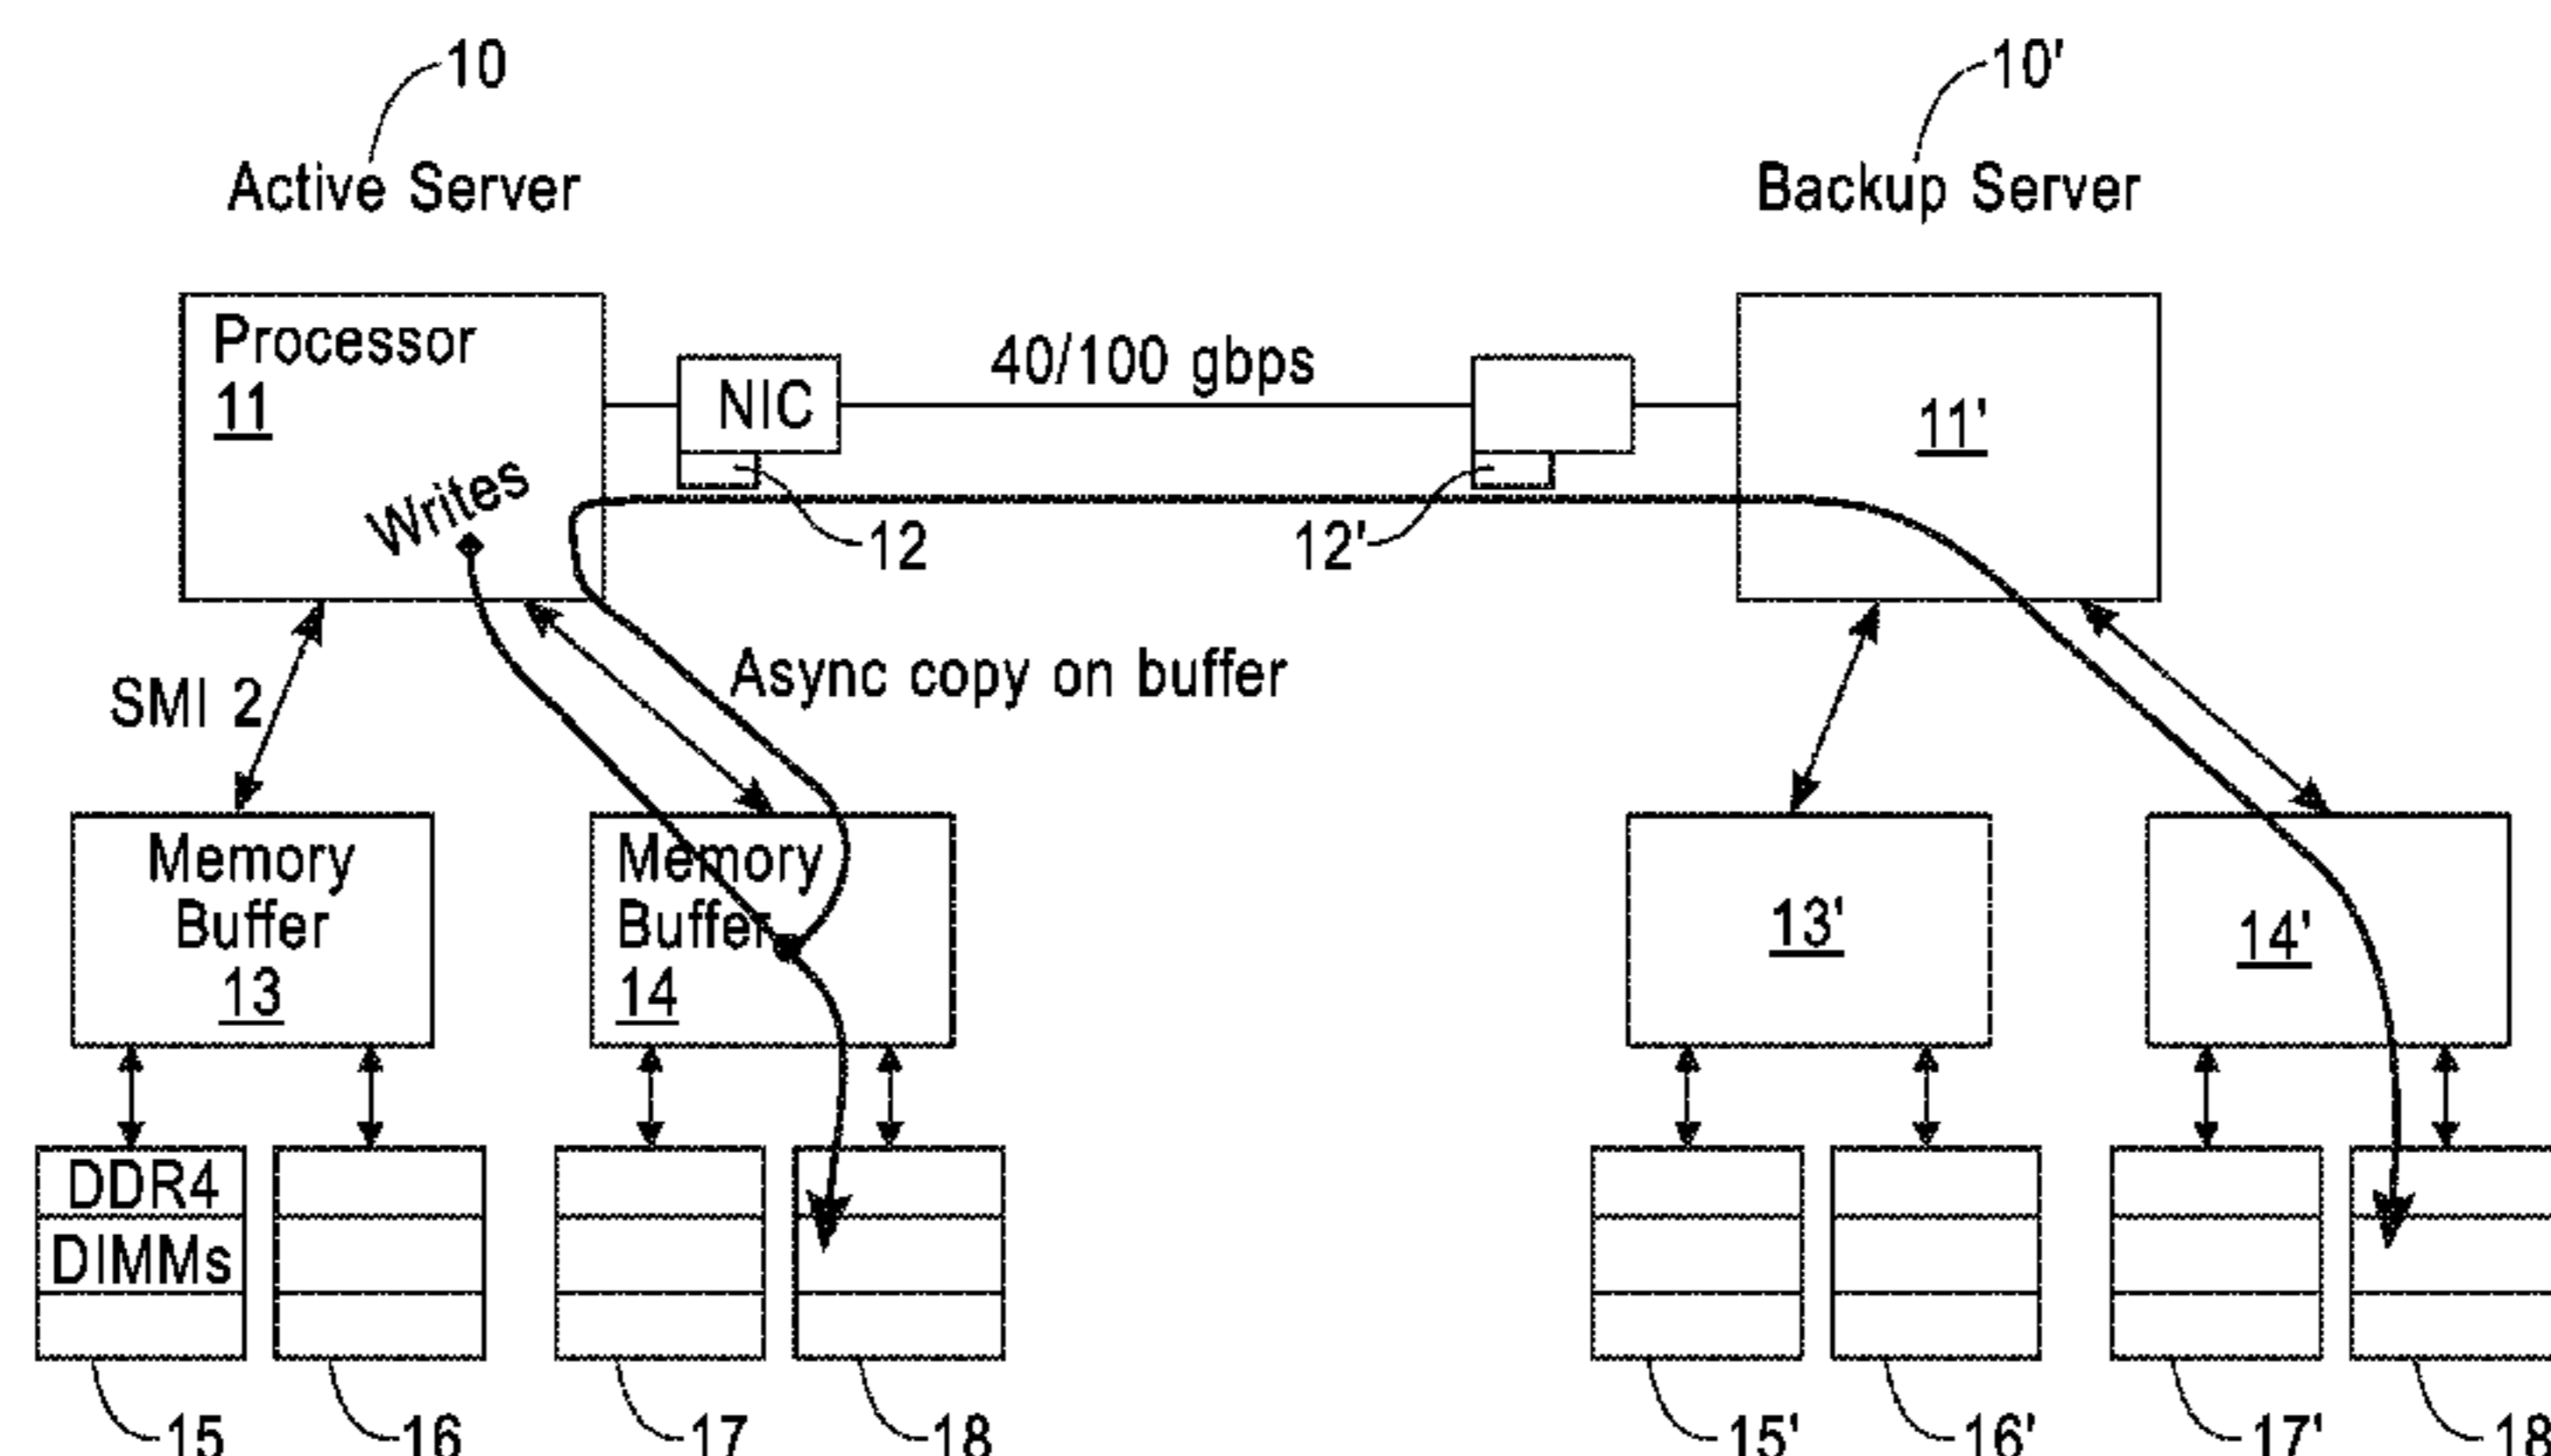 10
10'
Active Server
Backup Server
Processor
11
NIC
40/100 gbps
11'
Writes
12
12'
SMI 2
Async copy on buffer
Memory
Buffer
13
Memory
Buffer
14
13'
14'
DDR4
DIMMs
15
16
17
18
15'
16'
17'
18